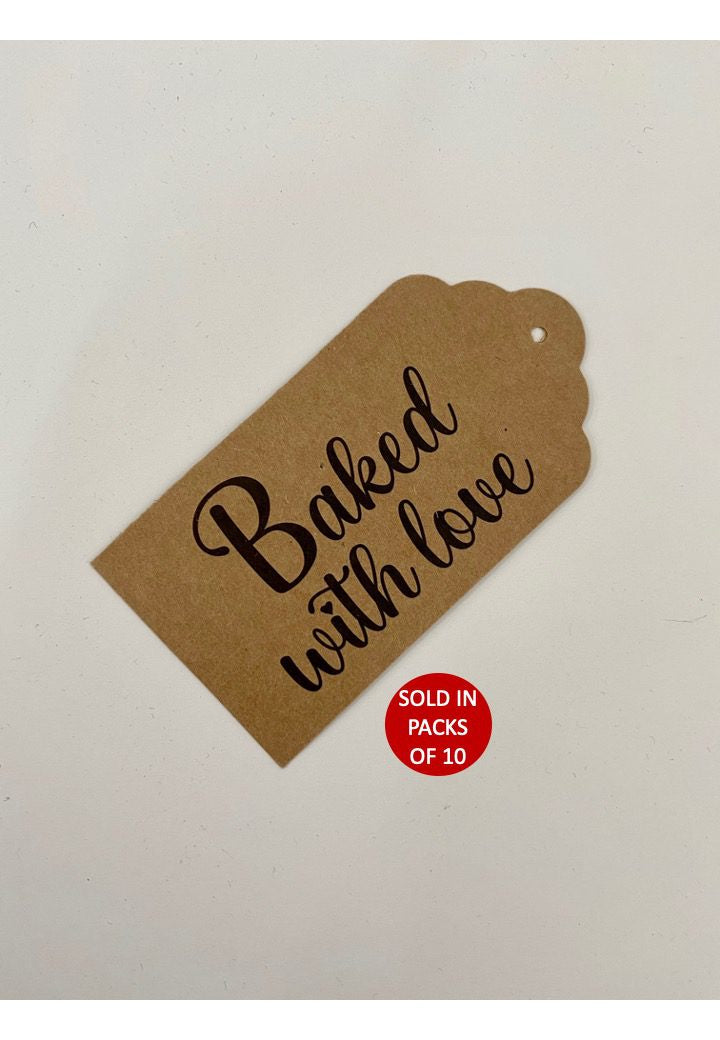 Baked
with love
SOLD IN
PACKS
OF 10